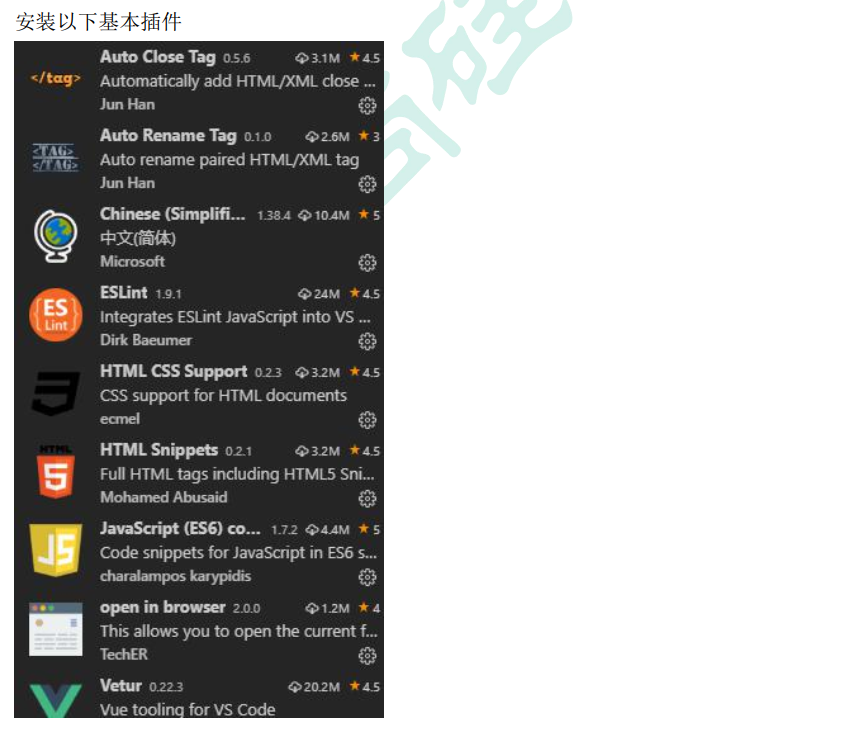 安装以下基本插件
</tag>
Auto Close Tag 0.5.6 3.1M 4.5
Automatically add HTML/XML close ...
Jun Han
<TAG>
</TAG>
Auto Rename Tag 0.1.0 2.6M 3
Auto rename paired HTML/XML tag
Jun Han
Chinese (Simplifi... 1.38.4 10.4M 5
中文(简体)
Microsoft
ES
Lint
ESLint 1.9.1 24M 4.5
Integrates ESLint JavaScript into VS ...
Dirk Baeumer
HTML CSS Support 0.2.3 3.2M 4.5
CSS support for HTML documents
ecmel
HTML
5
HTML Snippets 0.2.1 3.2M 4.5
Full HTML tags including HTML5 Sni...
Mohamed Abusaid
JS
JavaScript (ES6) co... 1.7.2 4.4M 5
Code snippets for JavaScript in ES6 s...
charalampos karypidis
open in browser 2.0.0 1.2M 4
This allows you to open the current f...
TechER
Vetur 0.22.3 20.2M 4.5
Vue tooling for VS Code
硅